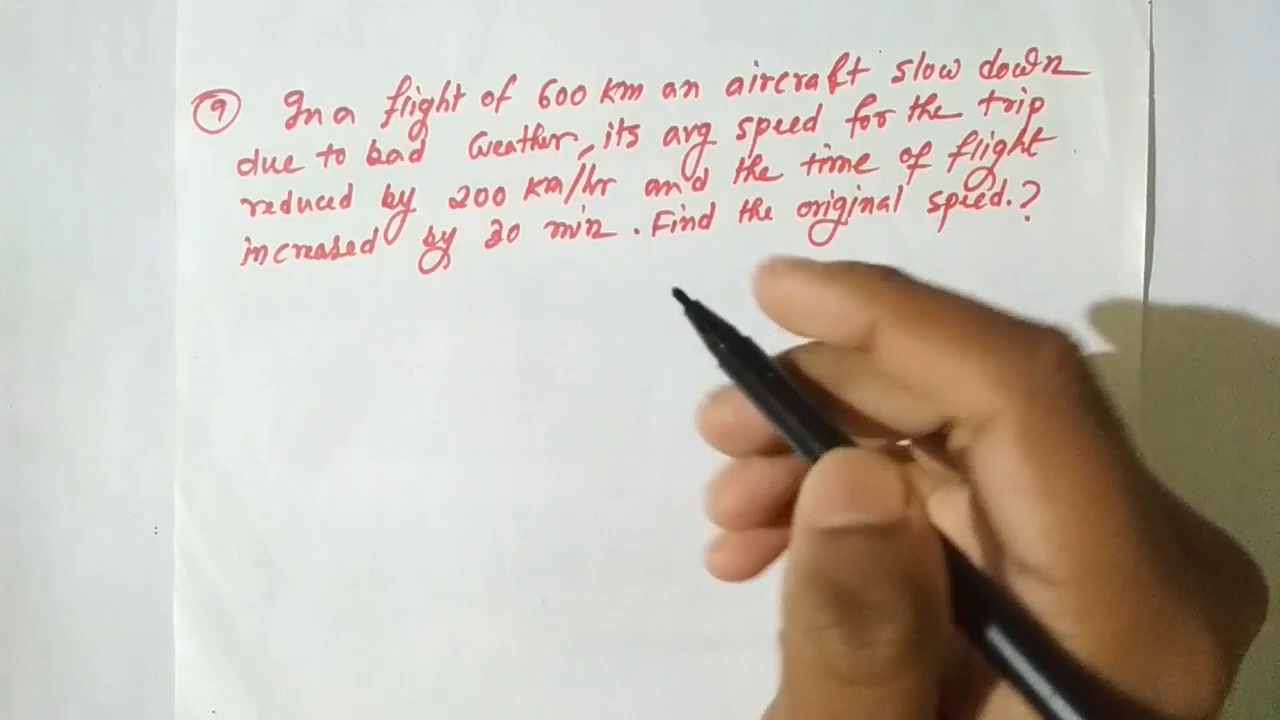 9 In a flight of 600 km an aircraft slow down
due to bad weather, its avg speed for the trip
reduced by 200 km/hr and the time of flight
increased by 30 min. Find the original speed.?